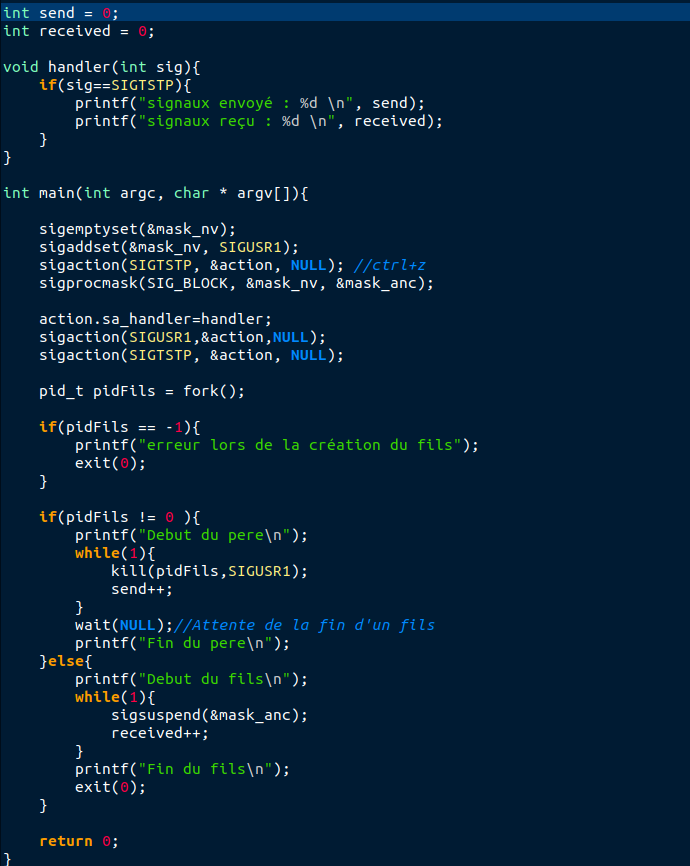 int send = 0;
int received = 0;
void handler(int sig){
if(sig==SIGTSTP){
printf("signaux envoyé : %d \n", send);
printf("signaux reçu : %d \n", received);
}
}
int main(int argc, char * argv[]){
sigemptyset(&mask_nv);
sigaddset(&mask_nv, SIGUSR1);
sigaction(SIGTSTP, &action, NULL); //ctrl+z
sigprocmask(SIG_BLOCK, &mask_nv, &mask_anc);
action.sa_handler=handler;
sigaction(SIGUSR1,&action,NULL);
sigaction(SIGTSTP, &action, NULL);
pid_t pidFils = fork();
if(pidFils == -1){
printf("erreur lors de la création du fils");
exit(0);
}
if(pidFils != 0 ){
printf("Debut du pere\n");
while(1){
kill(pidFils,SIGUSR1);
send++;
}
wait(NULL);//Attente de la fin d'un fils
printf("Fin du pere\n");
}else{
printf("Debut du fils\n");
while(1){
sigsuspend(&mask_anc);
received++;
}
printf("Fin du fils\n");
exit(0);
}
return 0;
}